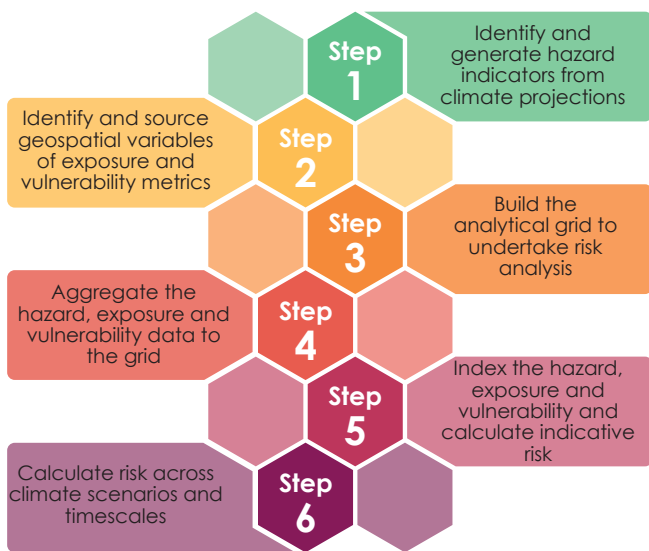 Step
1
Identify and
generate hazard
indicators from
climate projections
Step
2
Identify and source
geospatial variables
of exposure and
vulnerability metrics
Step
3
Build the
analytical grid to
undertake risk
analysis
Step
4
Aggregate the
hazard, exposure and
vulnerability data to
the grid
Step
5
Index the hazard,
exposure and
vulnerability and
calculate indicative
risk
Step
6
Calculate risk across
climate scenarios and
timescales